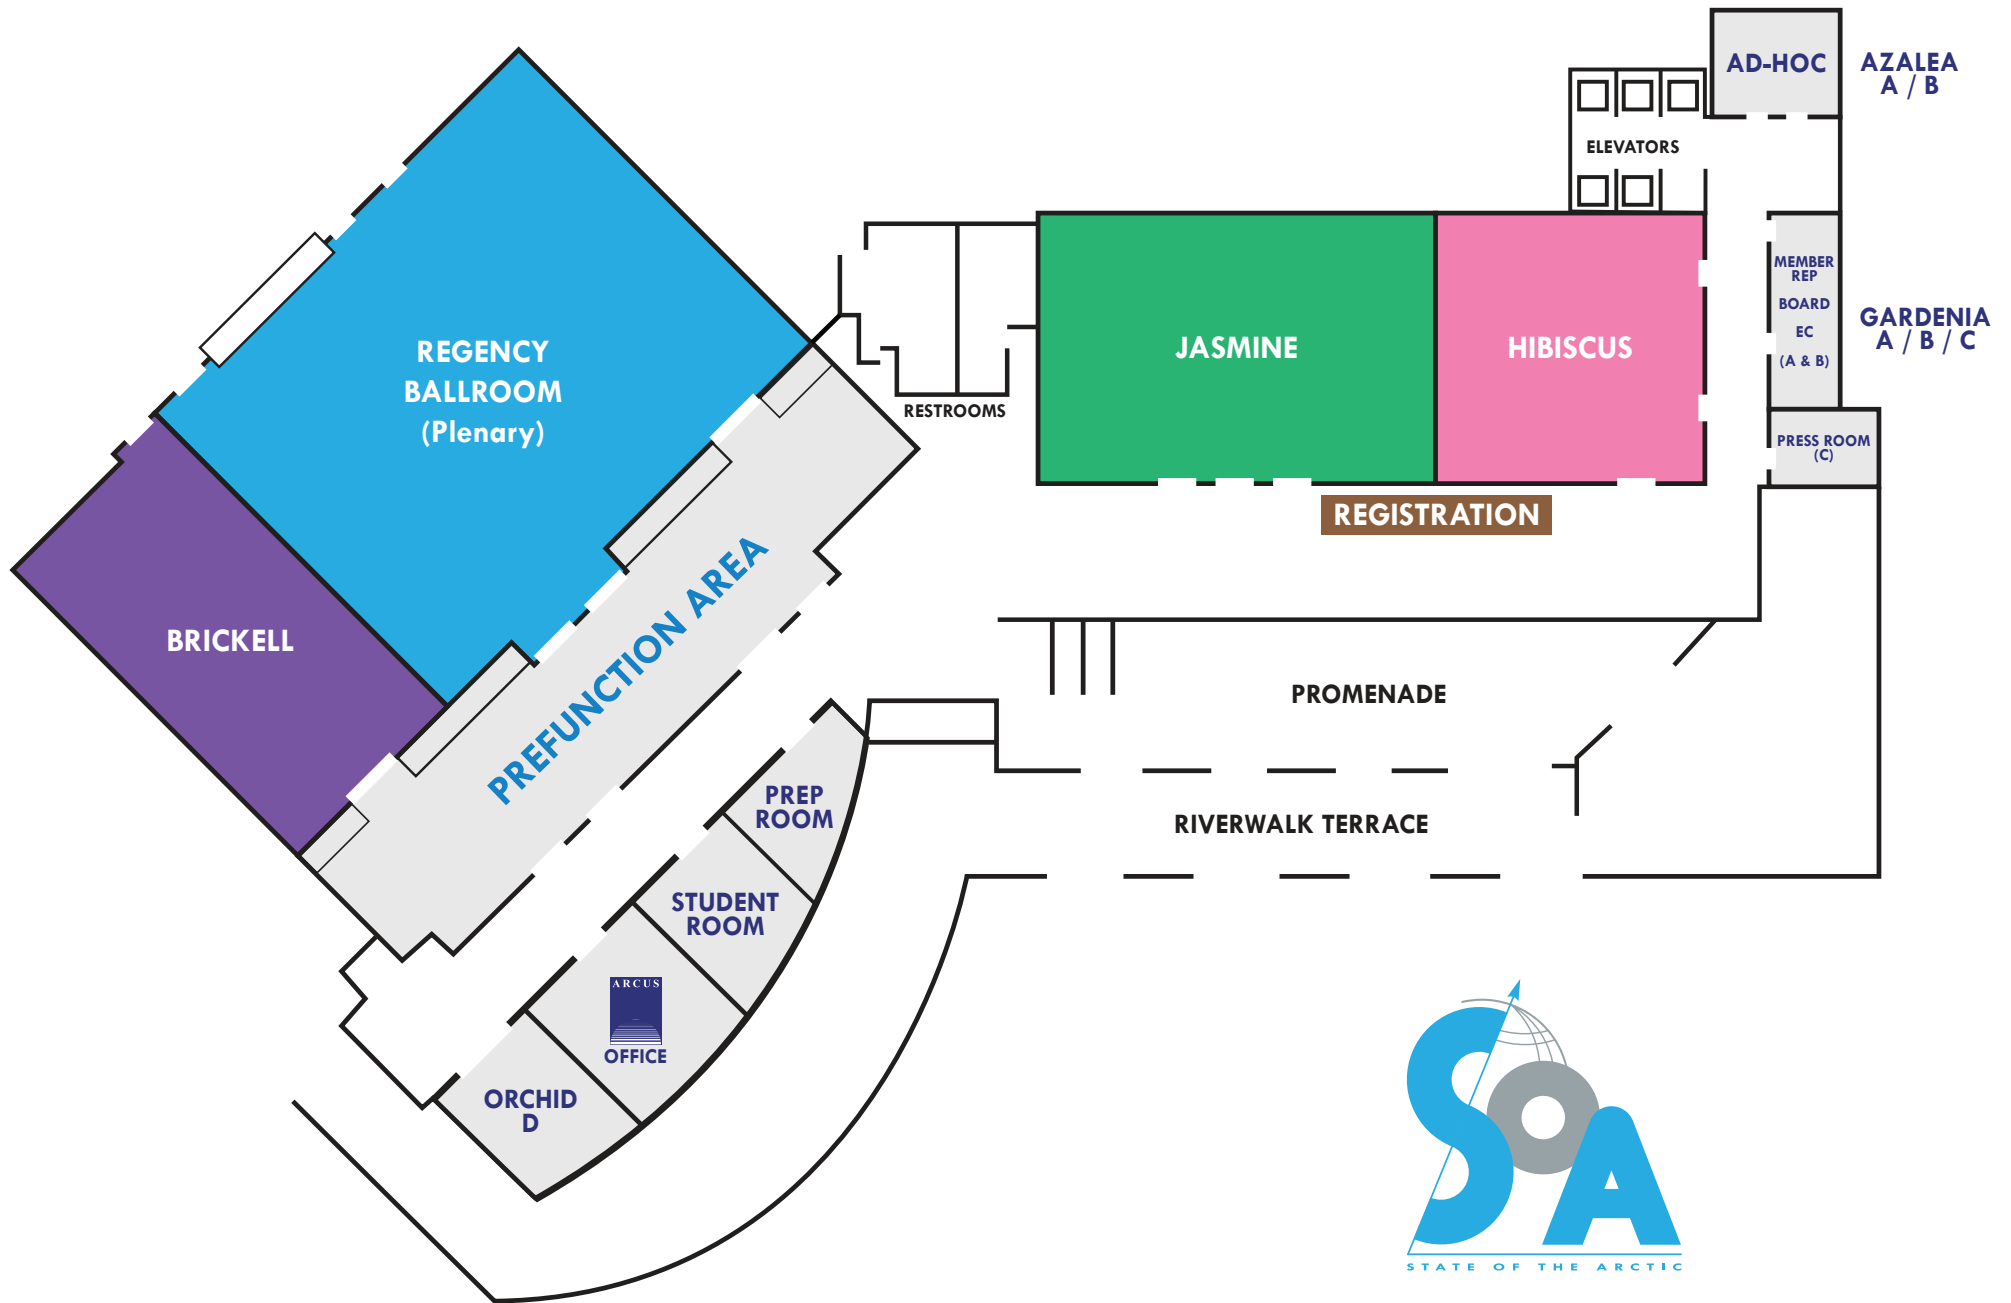 AD-HOC
AZALEA
A / B
ELEVATORS
MEMBER
REP
BOARD
EC
(A & B)
GARDENIA
A / B / C
REGENCY
BALLROOM
(Plenary)
JASMINE
HIBISCUS
RESTROOMS
PRESS ROOM
(C)
REGISTRATION
PREFUNCTION AREA
BRICKELL
PROMENADE
PREP
ROOM
RIVERWALK TERRACE
STUDENT
ROOM
ARCUS
OFFICE
ORCHID
D
SOA
STATE OF THE ARCTIC